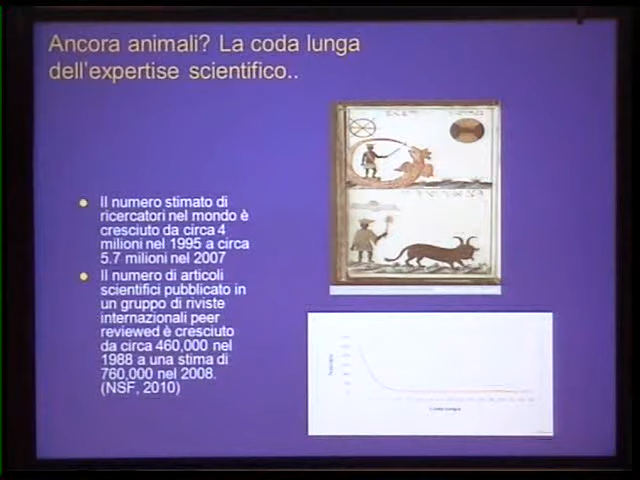 Ancora animali? La coda lunga
dell'expertise scientifico..
Il numero stimato di
ricercatori nel mondo è
cresciuto da circa 4
milioni nel 1995 a circa
5.7 milioni nel 2007
Il numero di articoli
scientifici pubblicato in
un gruppo di riviste
internazionali peer
reviewed è cresciuto
da circa 460,000 nel
1988 a una stima di
760,000 nel 2008.
(NSF, 2010)